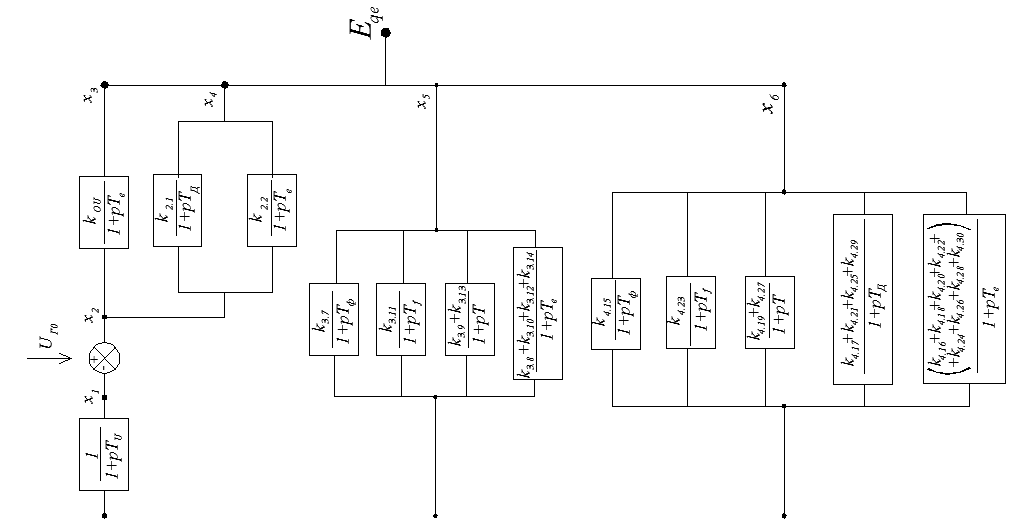 E_qe
x_3
x_4
x_5
x_6
k_0U
1+pT_e
k_2.1
1+pT_Д
k_2.2
1+pT_e
x_2
U_Г0
+
-
x_1
1
1+pT_U
k_3.7
1+pT_Ф
k_3.11
1+pT_f
k_3.9+k_3.13
1+pT
k_3.8+k_3.10+k_3.12+k_3.14
1+pT_e
k_4.15
1+pT_Ф
k_4.23
1+pT_f
k_4.19+k_4.27
1+pT
k_4.17+k_4.21+k_4.25+k_4.29
1+pT_Д
(k_4.16+k_4.18+k_4.20+k_4.22+
+k_4.24+k_4.26+k_4.28+k_4.30)
1+pT_e